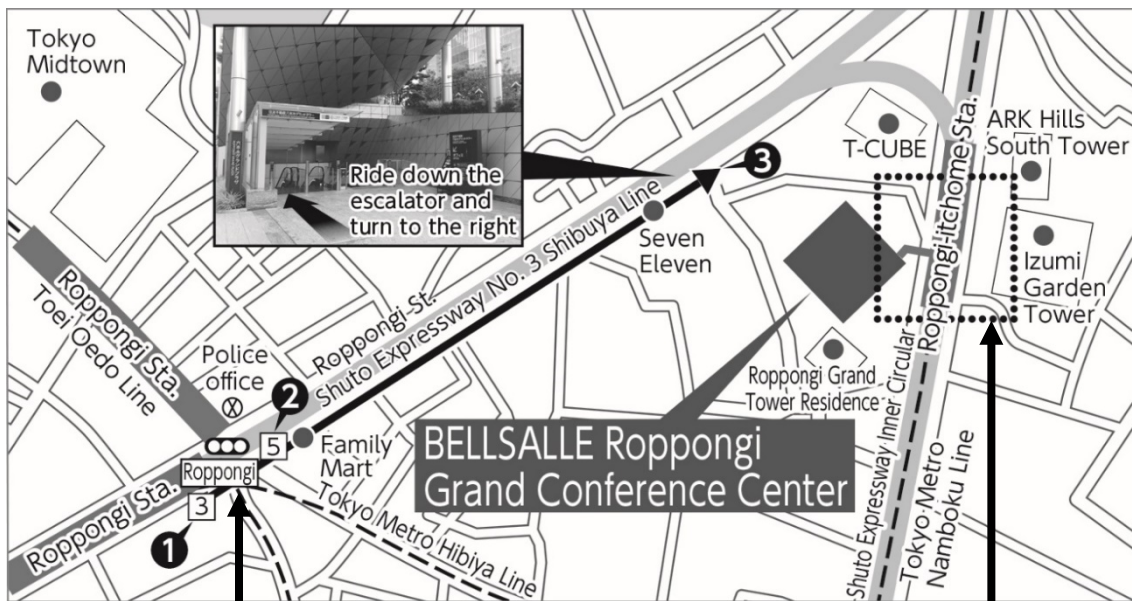 Tokyo
Midtown
Ride down the
escalator and
turn to the right
T-CUBE
ARK Hills
South Tower
3
Seven
Eleven
Izumi
Garden
Tower
Roppongi-itchome Sta.
Roppongi Sta.
Toei Oedo Line
Roppongi-St.
Shuto Expressway No. 3 Shibuya Line
Police
office
2
5
Family
Mart
Roppongi
3
1
Roppongi Sta.
Tokyo Metro Hibiya Line
Roppongi Grand
Tower Residence
BELLSALLE Roppongi
Grand Conference Center
Shuto Expressway Inner Circular
Tokyo Metro
Namboku Line